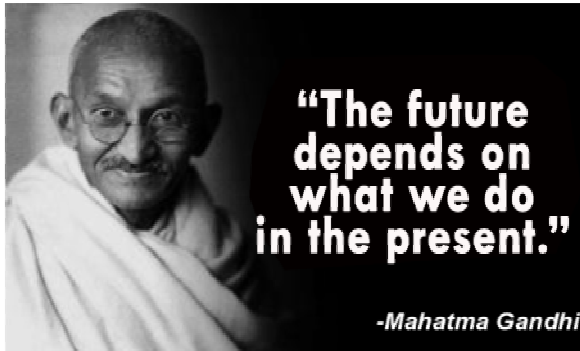 “The future
depends on
what we do
in the present.”
-Mahatma Gandhi